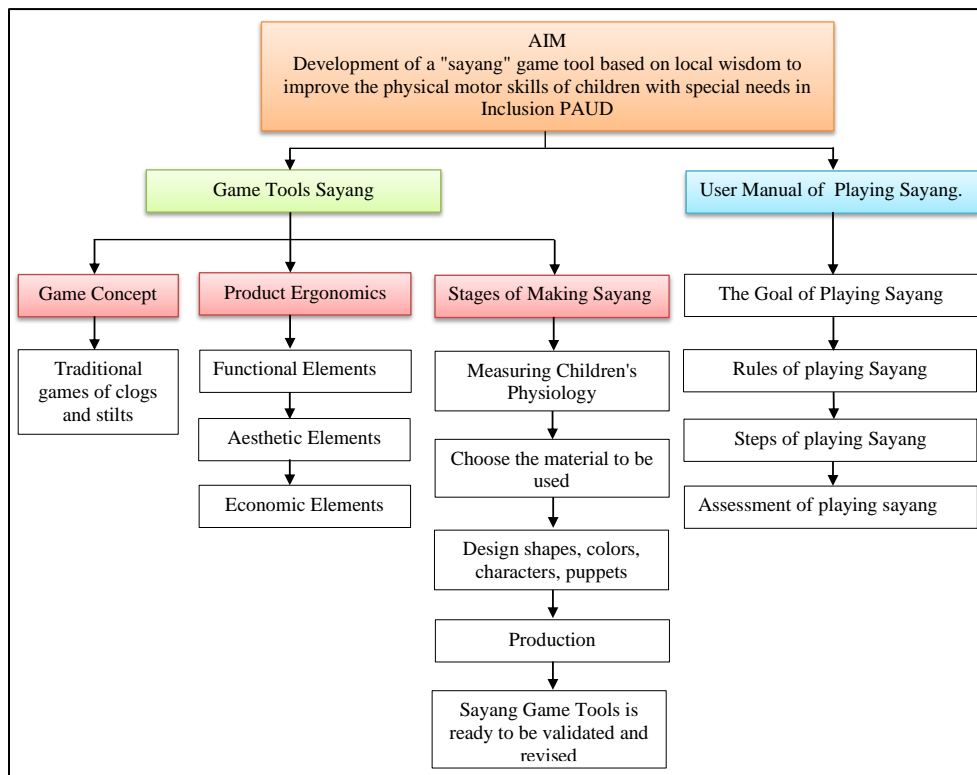 AIM
Development of a "sayang" game tool based on local wisdom to
improve the physical motor skills of children with special needs in
Inclusion PAUD
Game Tools Sayang
User Manual of Playing Sayang.
Game Concept
Product Ergonomics
Stages of Making Sayang
The Goal of Playing Sayang
Traditional
games of clogs
and stilts
Functional Elements
Aesthetic Elements
Economic Elements
Measuring Children's
Physiology
Choose the material to be
used
Design shapes, colors,
characters, puppets
Production
Sayang Game Tools is
ready to be validated and
revised
Rules of playing Sayang
Steps of playing Sayang
Assessment of playing sayang